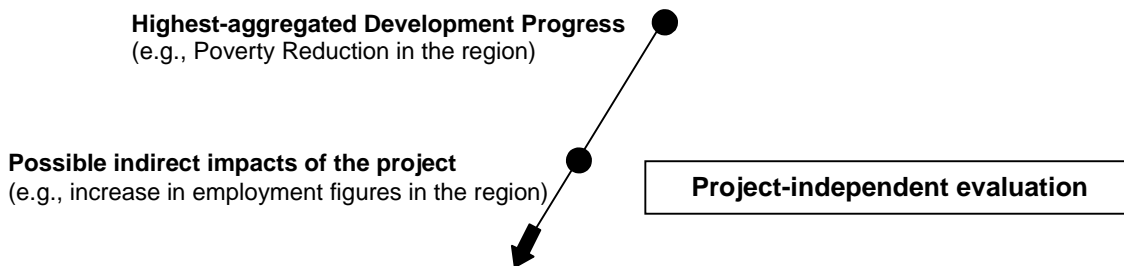 Highest-aggregated Development Progress
(e.g., Poverty Reduction in the region)
Possible indirect impacts of the project
(e.g., increase in employment figures in the region)
Project-independent evaluation